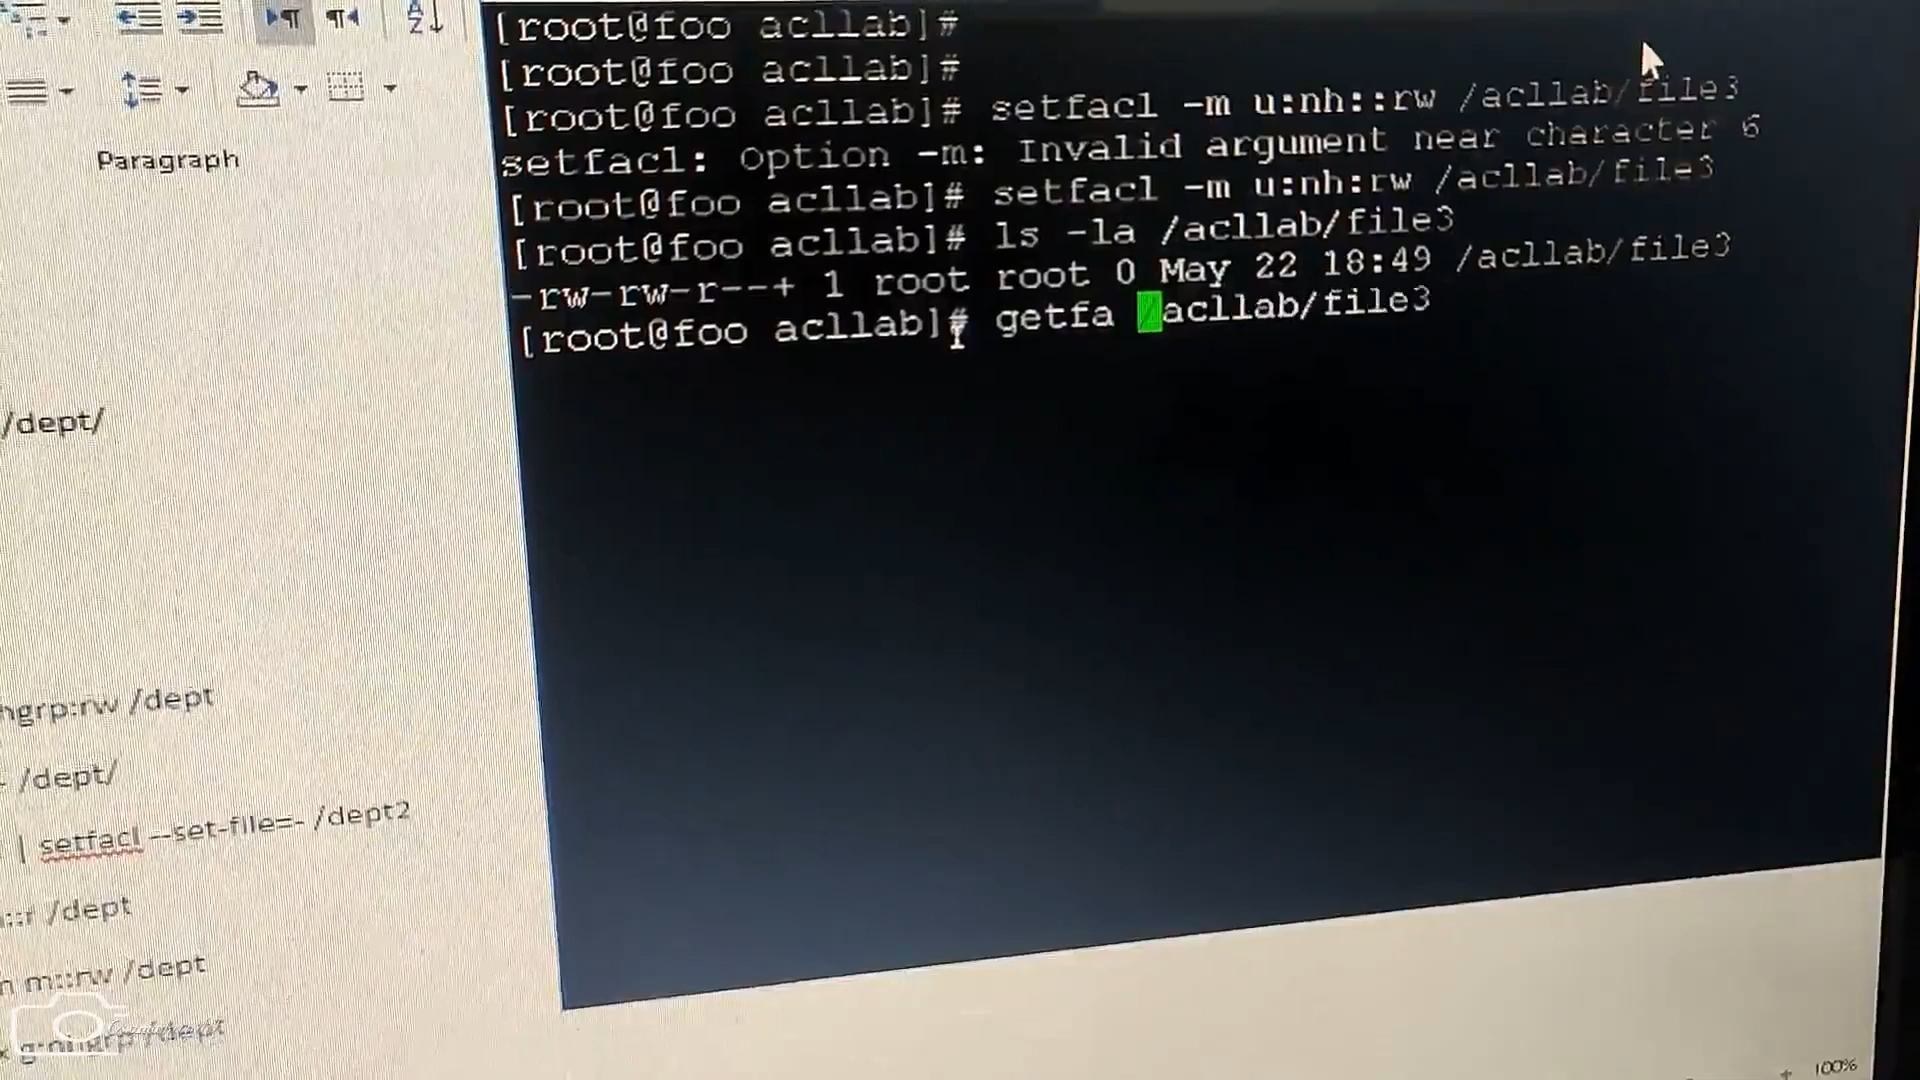 [root@foo acllab]#
[root@foo acllab]#
[root@foo acllab]# setfacl -m u:nh::rw /acllab/file3
setfacl: Option -m: Invalid argument near character 6
[root@foo acllab]# setfacl -m u:nh:rw /acllab/file3
[root@foo acllab]# ls -la /acllab/file3
-rw-rw-r--+ 1 root root 0 May 22 18:49 /acllab/file3
[root@foo acllab]# getfa /acllab/file3
Paragraph
/dept/
hgrp:rw /dept
- /dept/
| setfacl --set-file=- /dept2
::r /dept
m::rw /dept
100%